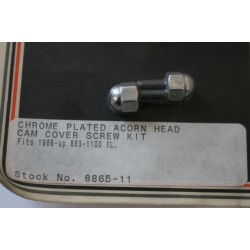 CHROME PLATED ACORN HEAD
CAM COVER SCREW KIT
Fits 1986-up 883-1100 XL.
Stock No. 8865-11